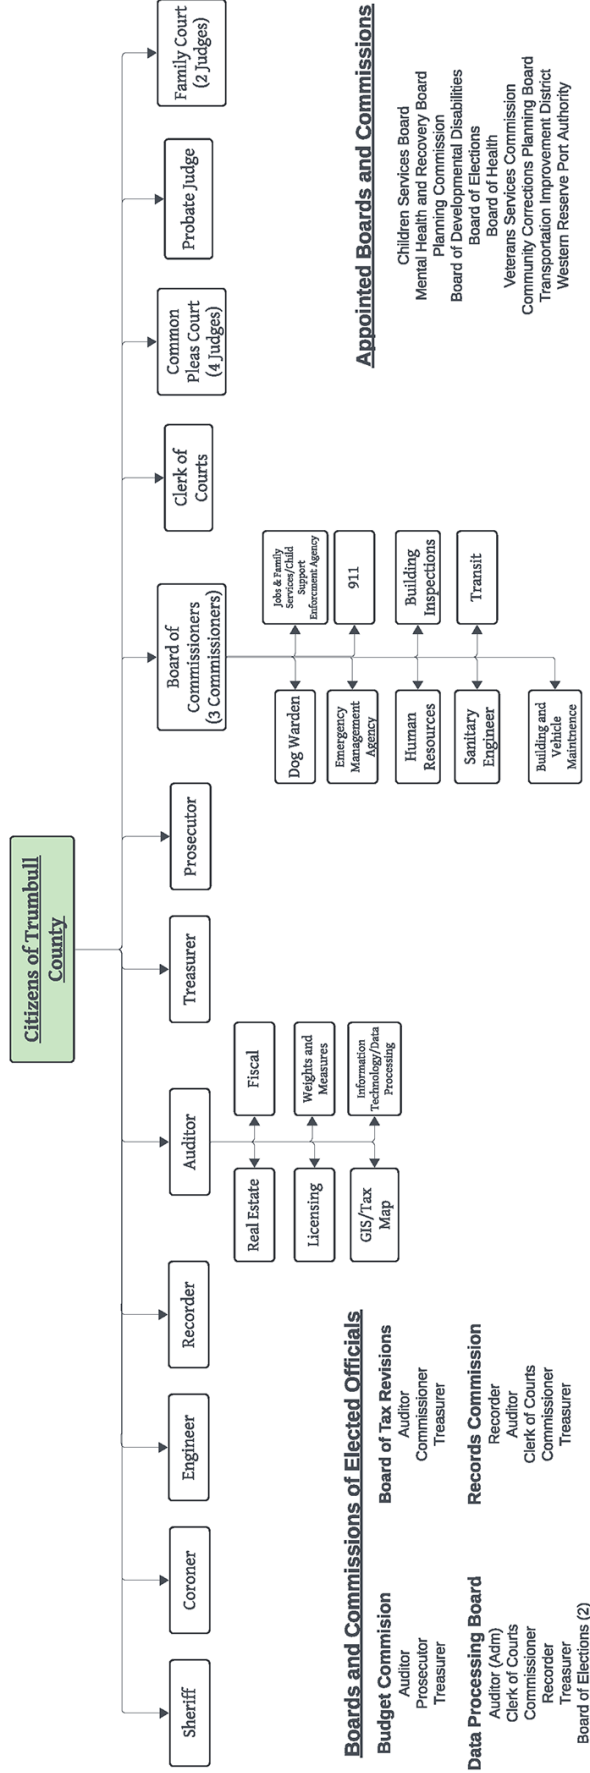 Citizens of Trumbull
County
Sheriff
Coroner
Engineer
Recorder
Auditor
Treasurer
Prosecutor
Board of
Commissioners
(3 Commissioners)
Clerk of
Courts
Common
Pleas Court
(4 Judges)
Probate Judge
Family Court
(2 Judges)
Real Estate
Fiscal
Licensing
Weights and
Measures
GIS/Tax
Map
Information
Technology/Data
Processing
Dog Warden
Jobs & Family
Services/Child
Support
Enforcment Agency
Emergency
Management
Agency
911
Human
Resources
Building
Inspections
Sanitary
Engineer
Transit
Building and
Vehicle
Maintnence
Boards and Commissions of Elected Officials
Budget Commision
Auditor
Prosecutor
Treasurer
Board of Tax Revisions
Auditor
Commissioner
Treasurer
Data Processing Board
Auditor (Adm)
Clerk of Courts
Commissioner
Recorder
Treasurer
Board of Elections (2)
Records Commission
Recorder
Auditor
Clerk of Courts
Commissioner
Treasurer
Appointed Boards and Commissions
Children Services Board
Mental Health and Recovery Board
Planning Commission
Board of Developmental Disabilities
Board of Elections
Board of Health
Veterans Services Commission
Community Corrections Planning Board
Transportation Improvement District
Western Reserve Port Authority